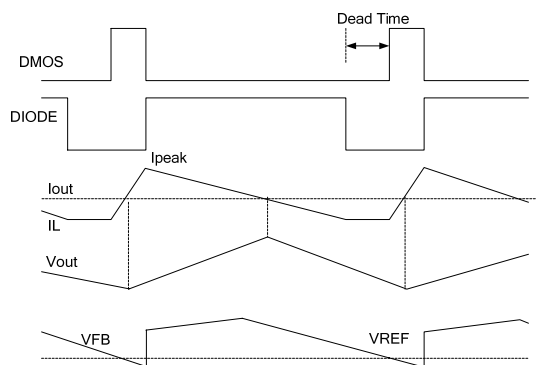 Dead Time
DMOS
DIODE
Ipeak
Iout
IL
Vout
VFB
VREF